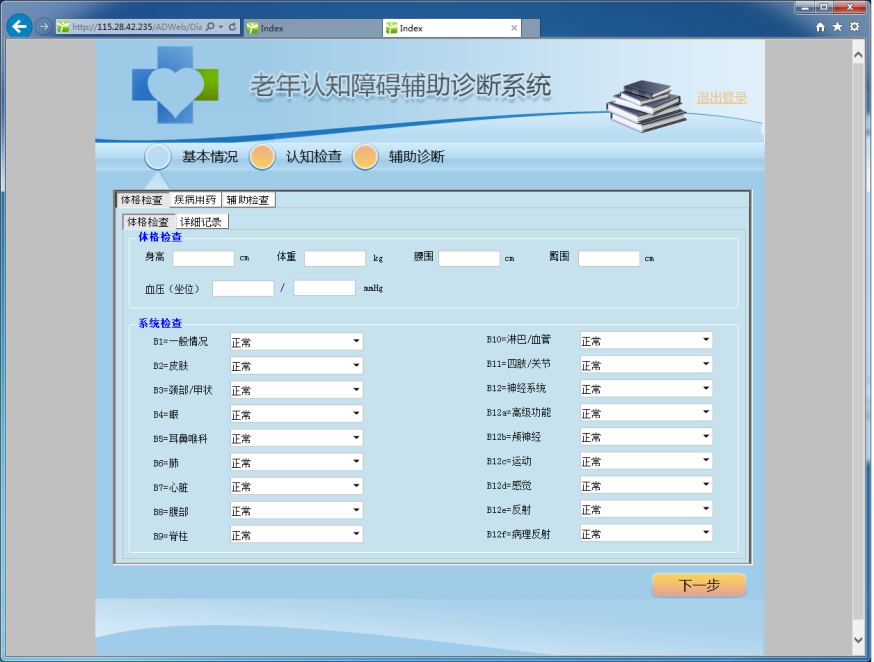 http://115.28.42.235/ADWeb/Dia
Index
Index
老年认知障碍辅助诊断系统
退出登录
基本情况 认知检查 辅助诊断
体格检查 疾病用药 辅助检查
体格检查 详细记录
体格检查
身高 cm 体重 kg 腰围 cm 臀围 cm
血压（坐位） / mmHg
系统检查
B1=一般情况 正常 B10=淋巴/血管 正常
B2=皮肤 正常 B11=四肢/关节 正常
B3=颈部/甲状 正常 B12=神经系统 正常
B4=眼 正常 B12a=高级功能 正常
B5=耳鼻喉科 正常 B12b=颅神经 正常
B6=肺 正常 B12c=运动 正常
B7=心脏 正常 B12d=感觉 正常
B8=腹部 正常 B12e=反射 正常
B9=脊柱 正常 B12f=病理反射 正常
下一步